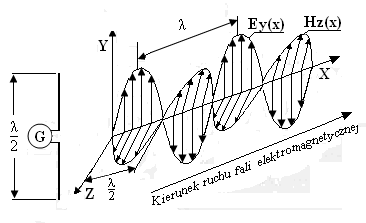 λ
Ey(x)
Hz(x)
Y
X
λ
2
G
Z
λ
2
Kierunek ruchu fali elektromagnetycznej